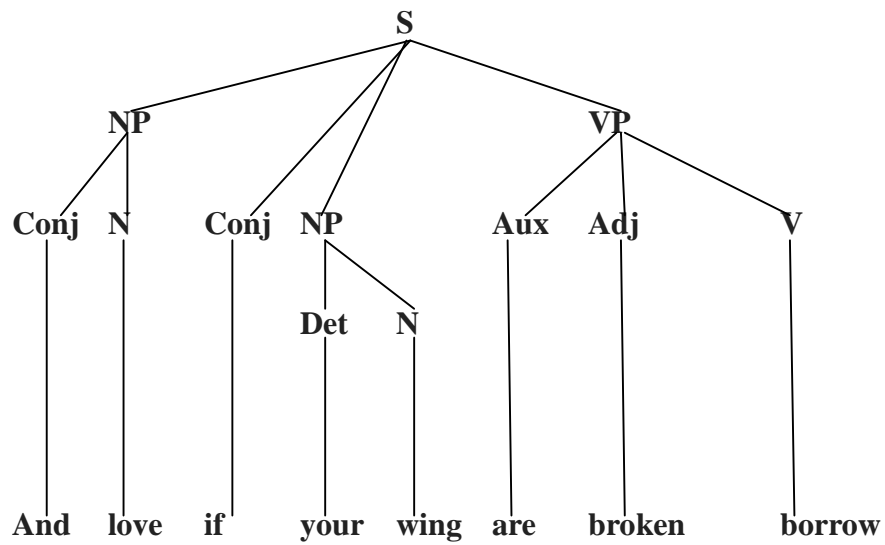 S
NP VP
Conj N Conj NP Aux Adj V
Det N
And love if your wing are broken borrow